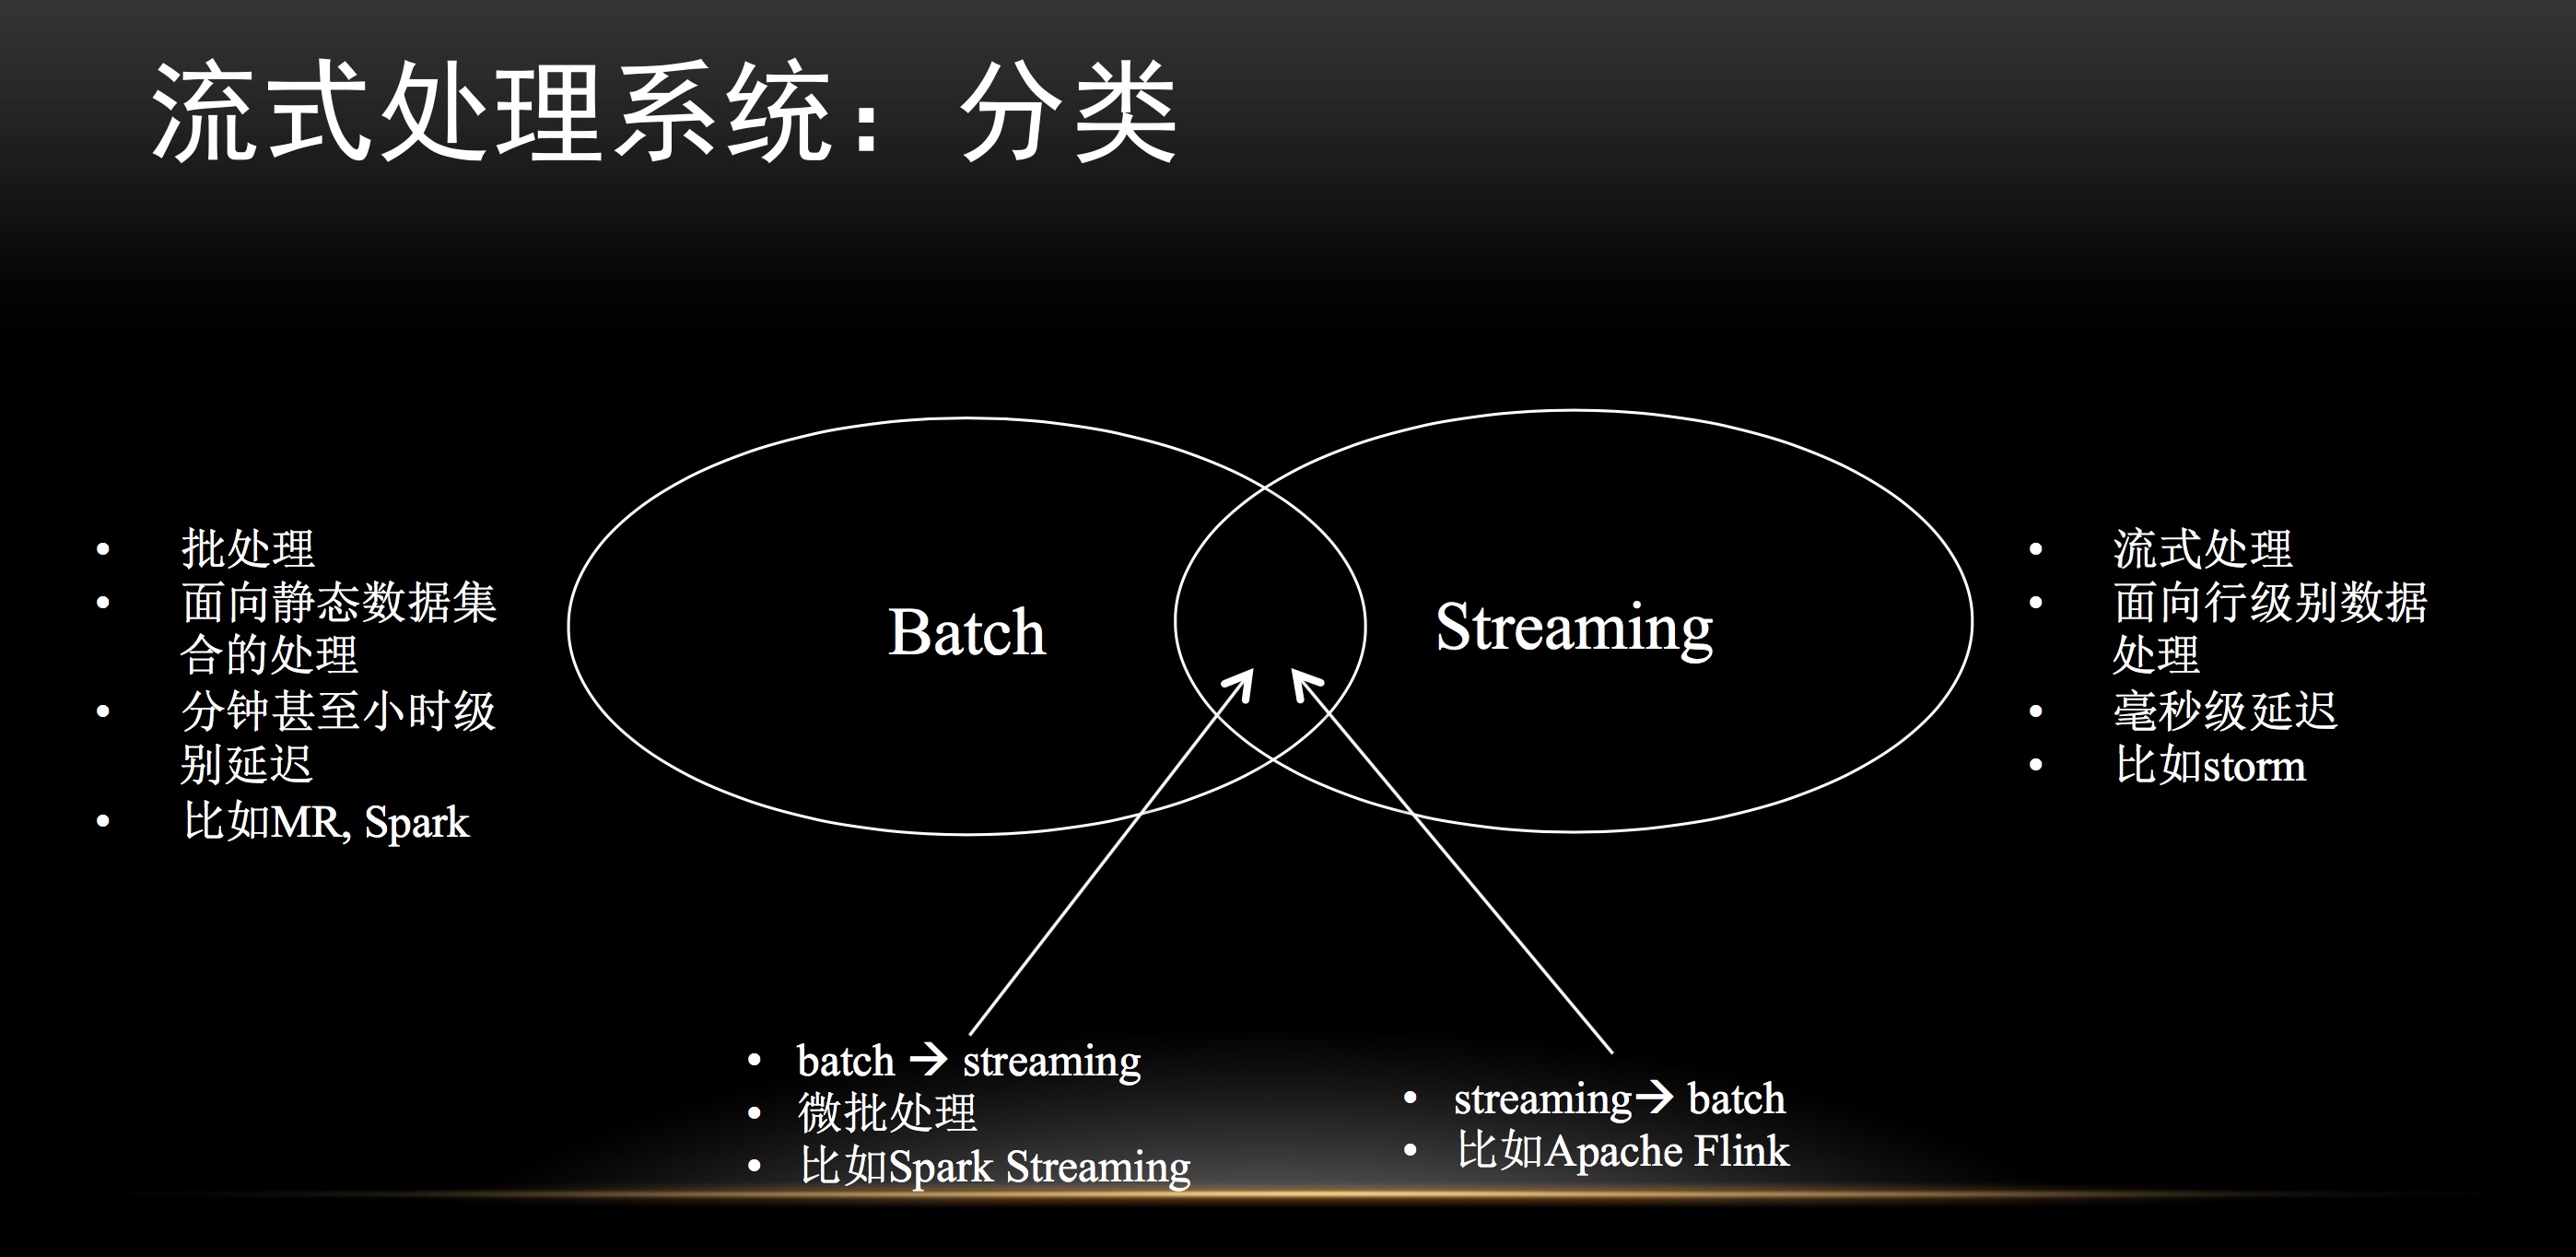 流式处理系统：分类
• 批处理
• 面向静态数据集
合的处理
• 分钟甚至小时级
别延迟
• 比如MR, Spark
Batch
Streaming
• 流式处理
• 面向行级别数据
处理
• 毫秒级延迟
• 比如storm
• batch → streaming
• 微批处理
• 比如Spark Streaming
• streaming→ batch
• 比如Apache Flink